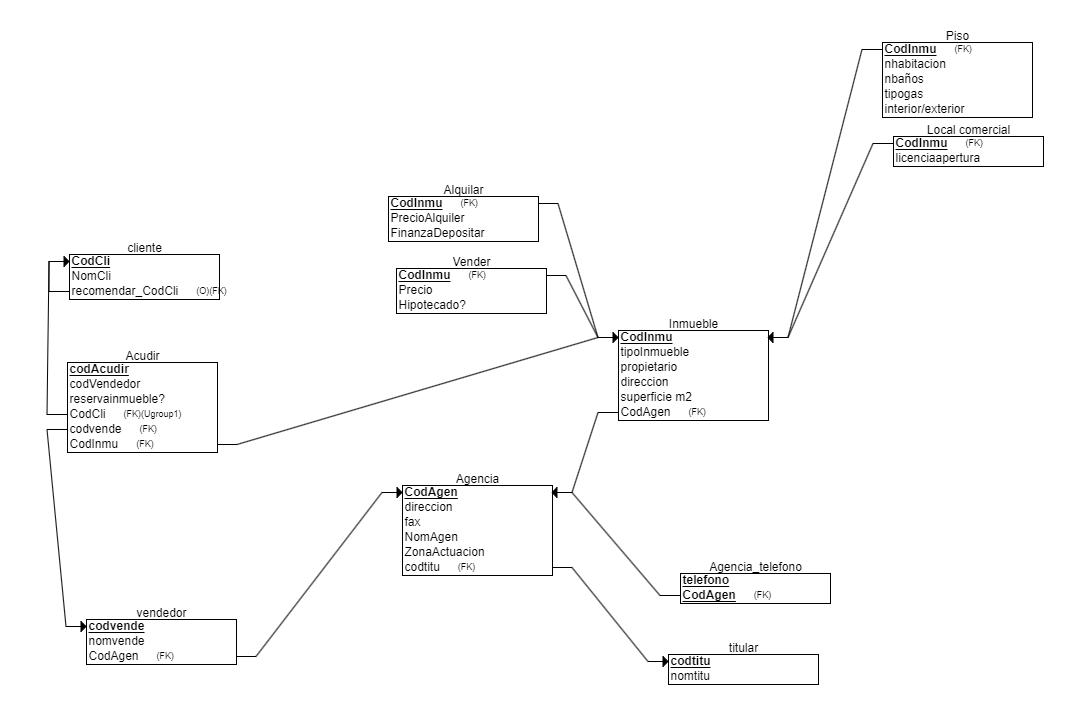 Piso
CodInmu (FK)
nhabitacion
nbaños
tipogas
interior/exterior
Local comercial
CodInmu (FK)
licenciaapertura
Alquilar
CodInmu (FK)
PrecioAlquiler
FinanzaDepositar
cliente
CodCli
NomCli
recomendar_CodCli (O)(FK)
Vender
CodInmu (FK)
Precio
Hipotecado?
Inmueble
CodInmu
tipoInmueble
propietario
direccion
superficie m2
CodAgen (FK)
Acudir
codAcudir
codVendedor
reservainmueble?
CodCli (FK)(Ugroup1)
codvende (FK)
CodInmu (FK)
Agencia
CodAgen
direccion
fax
NomAgen
ZonaActuacion
codtitu (FK)
Agencia_telefono
telefono
CodAgen (FK)
vendedor
codvende
nomvende
CodAgen (FK)
titular
codtitu
nomtitu